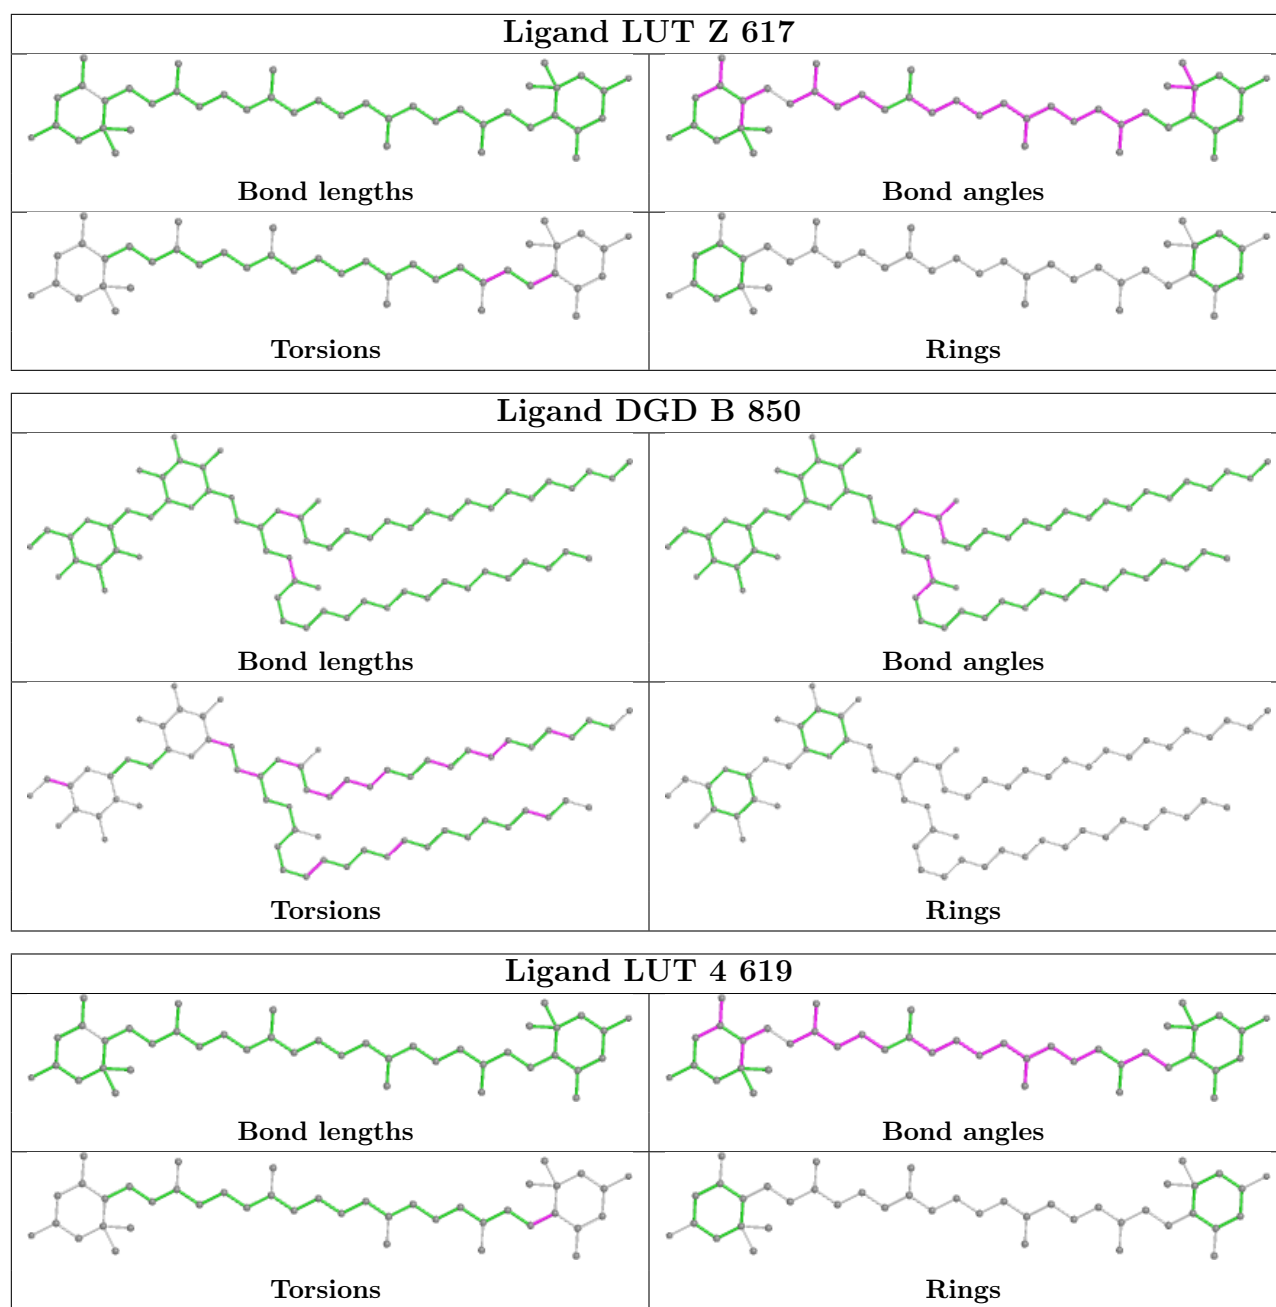 Ligand LUT Z 617
Bond lengths
Bond angles
Torsions
Rings
Ligand DGD B 850
Bond lengths
Bond angles
Torsions
Rings
Ligand LUT 4 619
Bond lengths
Bond angles
Torsions
Rings